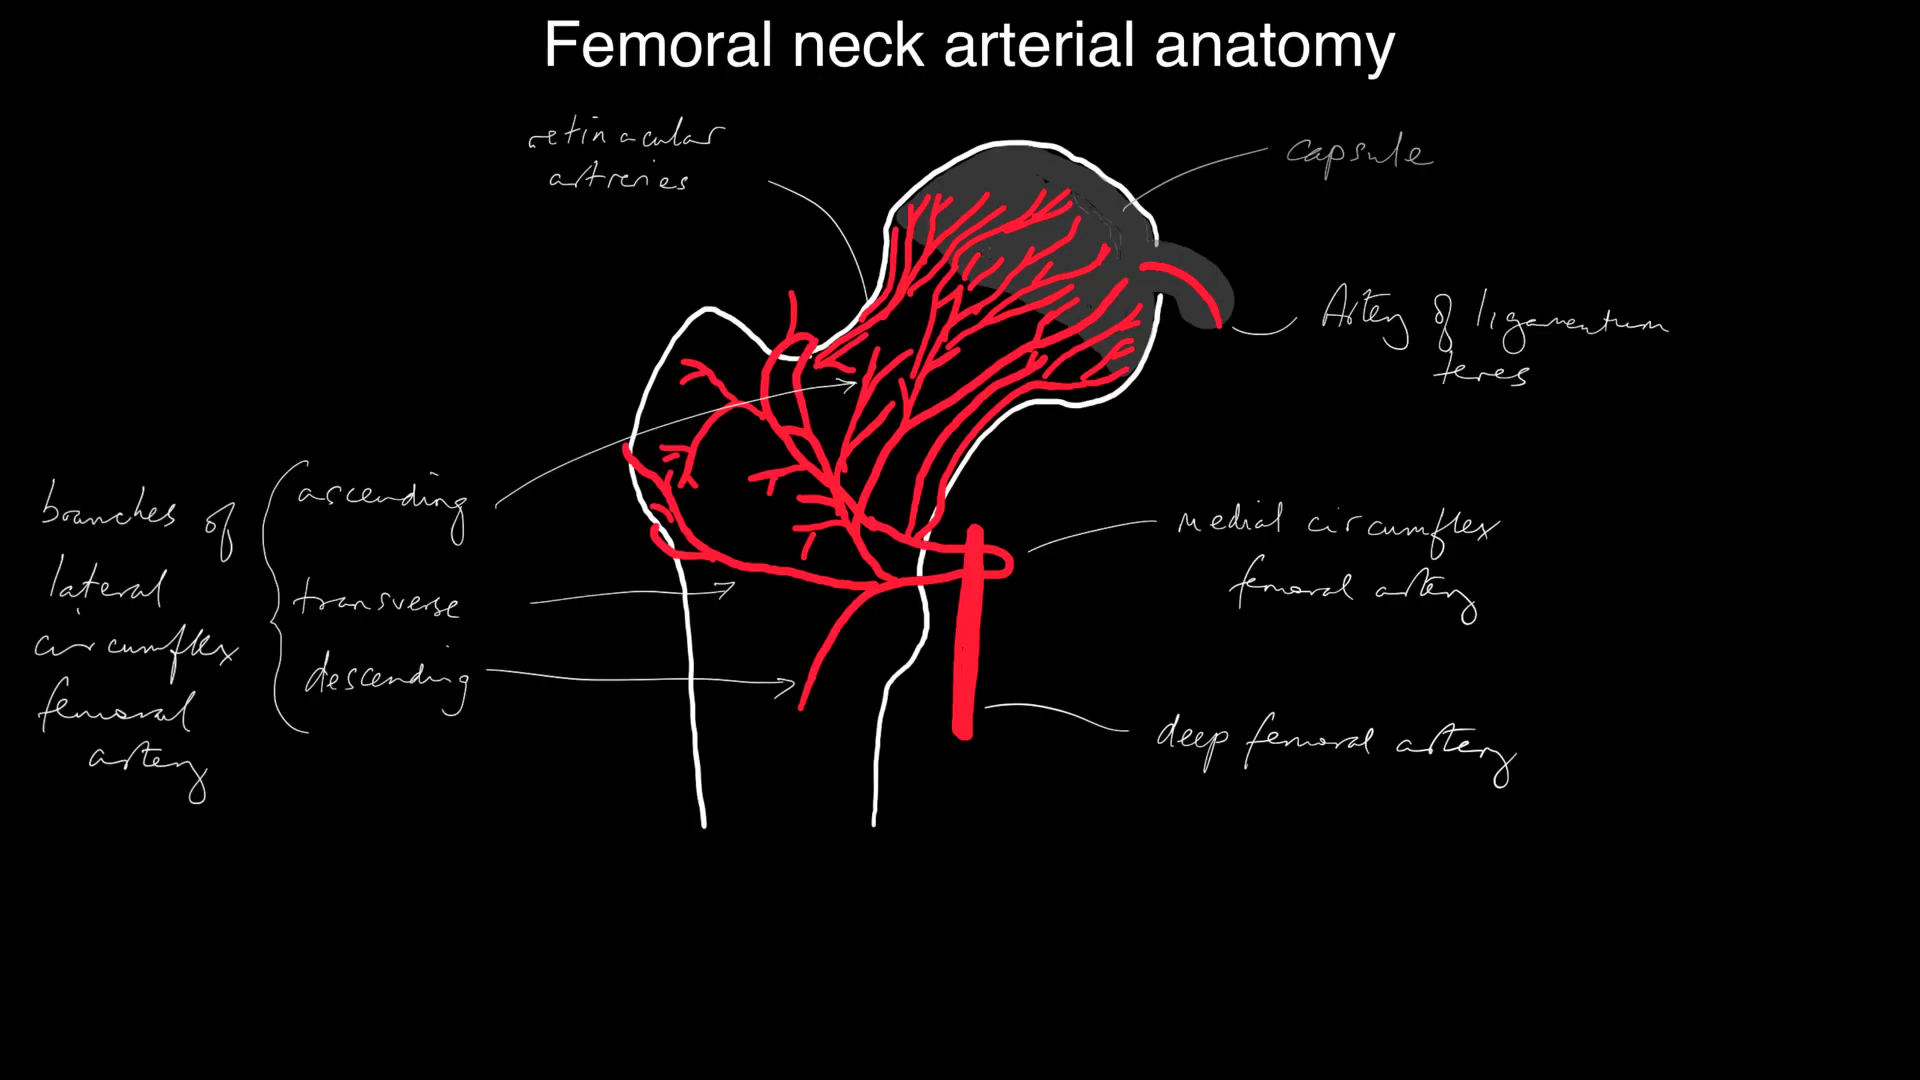 Femoral neck arterial anatomy
retinacular
artreries
capsule
Artery of ligamentum
teres
branches of
lateral
circumflex
femoral
artery
ascending
transverse
descending
medial circumflex
femoral artery
deep femoral artery